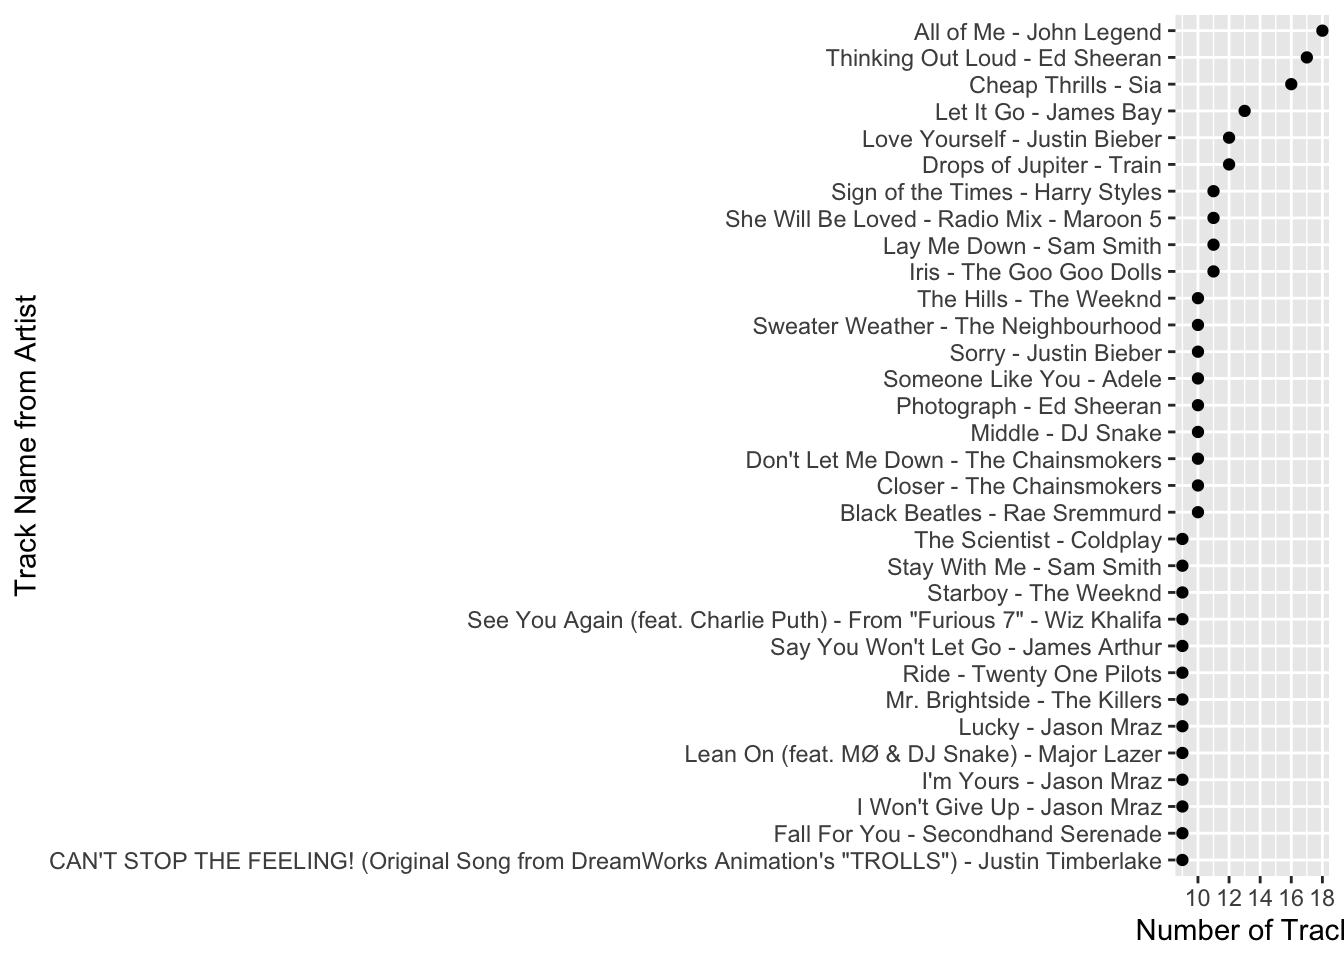 All of Me - John Legend
Thinking Out Loud - Ed Sheeran
Cheap Thrills - Sia
Let It Go - James Bay
Love Yourself - Justin Bieber
Drops of Jupiter - Train
Sign of the Times - Harry Styles
She Will Be Loved - Radio Mix - Maroon 5
Lay Me Down - Sam Smith
Iris - The Goo Goo Dolls
The Hills - The Weeknd
Sweater Weather - The Neighbourhood
Sorry - Justin Bieber
Someone Like You - Adele
Photograph - Ed Sheeran
Middle - DJ Snake
Don't Let Me Down - The Chainsmokers
Closer - The Chainsmokers
Black Beatles - Rae Sremmurd
The Scientist - Coldplay
Stay With Me - Sam Smith
Starboy - The Weeknd
See You Again (feat. Charlie Puth) - From "Furious 7" - Wiz Khalifa
Say You Won't Let Go - James Arthur
Ride - Twenty One Pilots
Mr. Brightside - The Killers
Lucky - Jason Mraz
Lean On (feat. MØ & DJ Snake) - Major Lazer
I'm Yours - Jason Mraz
I Won't Give Up - Jason Mraz
Fall For You - Secondhand Serenade
CAN'T STOP THE FEELING! (Original Song from DreamWorks Animation's "TROLLS") - Justin Timberlake
Track Name from Artist
10 12 14 16 18
Number of